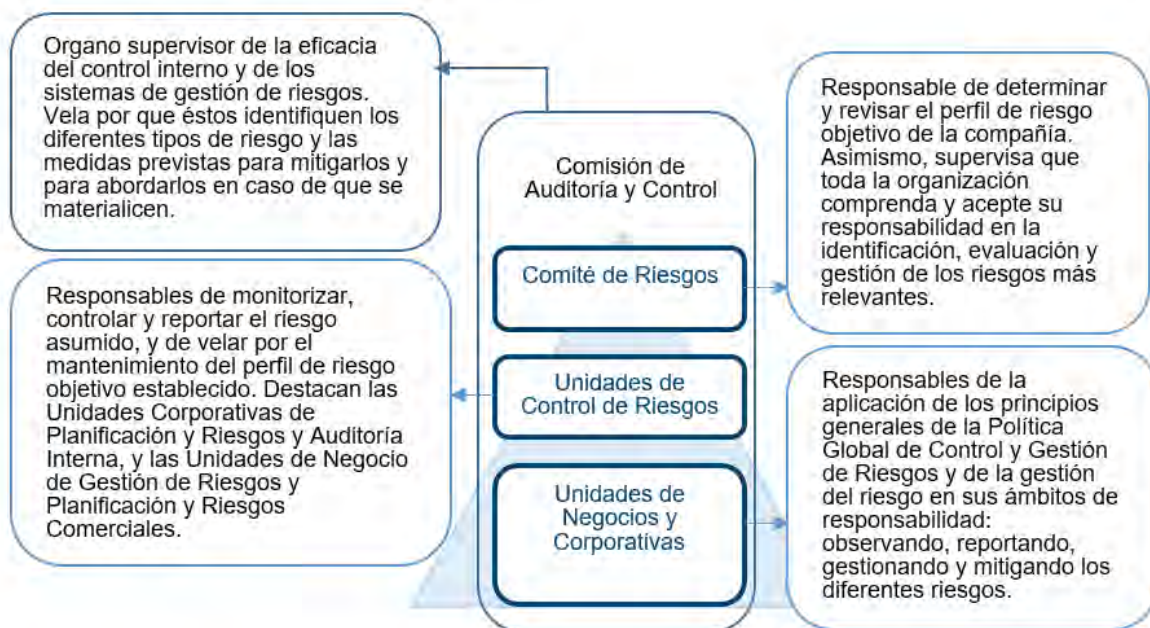 Organo supervisor de la eficacia
del control interno y de los
sistemas de gestión de riesgos.
Vela por que éstos identifiquen los
diferentes tipos de riesgo y las
medidas previstas para mitigarlos y
para abordarlos en caso de que se
materialicen.
Comisión de
Auditoría y Control
Responsable de determinar
y revisar el perfil de riesgo
objetivo de la compañía.
Asimismo, supervisa que
toda la organización
comprenda y acepte su
responsabilidad en la
identificación, evaluación y
gestión de los riesgos más
relevantes.
Comité de Riesgos
Responsables de monitorizar,
controlar y reportar el riesgo
asumido, y de velar por el
mantenimiento del perfil de riesgo
objetivo establecido. Destacan las
Unidades Corporativas de
Planificación y Riesgos y Auditoría
Interna, y las Unidades de Negocio
de Gestión de Riesgos y
Planificación y Riesgos
Comerciales.
Unidades de
Control de Riesgos
Unidades de
Negocios y
Corporativas
Responsables de la
aplicación de los principios
generales de la Política
Global de Control y Gestión
de Riesgos y de la gestión
del riesgo en sus ámbitos de
responsabilidad:
observando, reportando,
gestionando y mitigando los
diferentes riesgos.